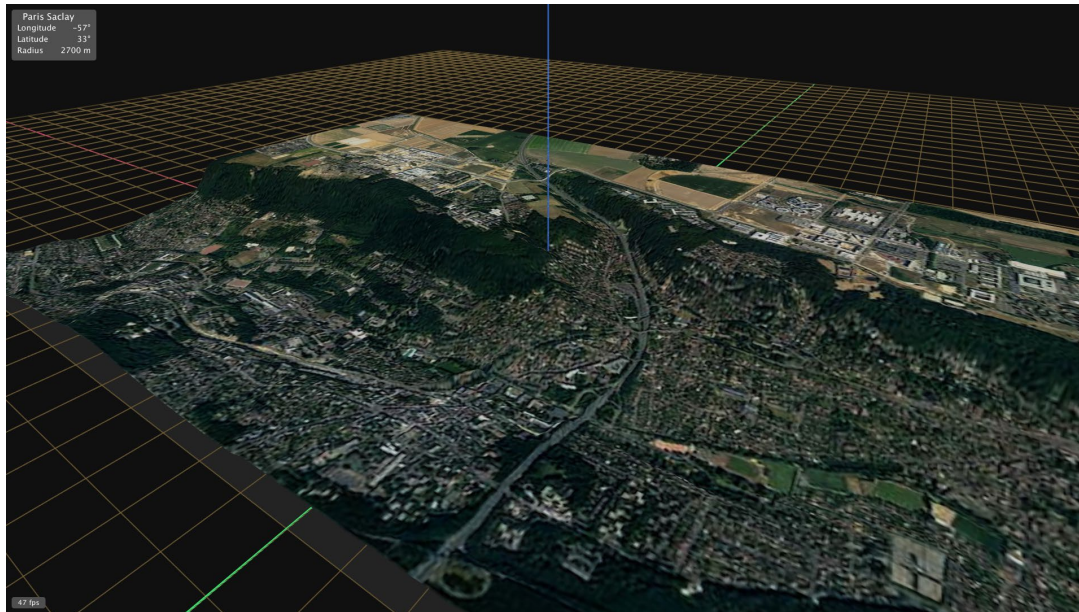 Paris Saclay
Longitude -57°
Latitude 33°
Radius 2700 m
47 fps